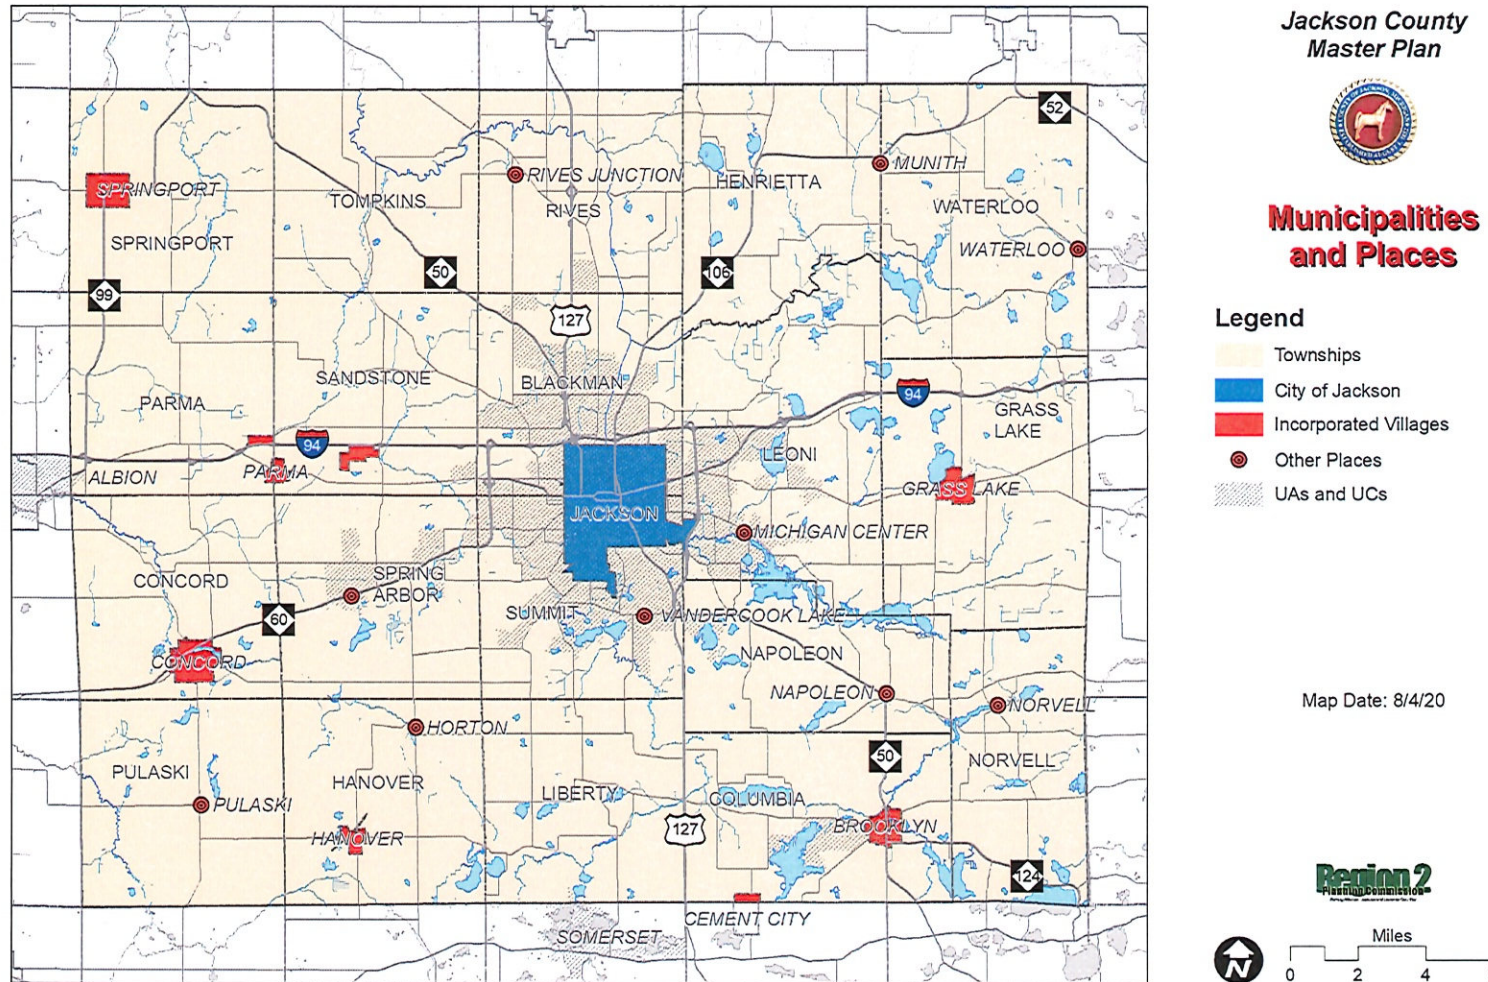 Jackson County
Master Plan
Municipalities
and Places
Legend
Townships
City of Jackson
Incorporated Villages
Other Places
UAs and UCs
Map Date: 8/4/20
Region 2
Planning Commission
Miles
0 2 4
N
52
MUNITH
RIVES JUNCTION
HENRIETTA
SPRINGPORT
TOMPKINS
RIVES
WATERLOO
SPRINGPORT
WATERLOO
50
106
99
127
SANDSTONE
BLACKMAN
94
PARMA
GRASS
LAKE
94
LEONI
ALBION
PARMA
GRASS LAKE
JACKSON
MICHIGAN CENTER
CONCORD
SPRING
ARBOR
60
SUMMIT
VANDERCOOK LAKE
CONCORD
NAPOLEON
NAPOLEON
NORVELL
HORTON
50
NORVELL
PULASKI
HANOVER
LIBERTY
COLUMBIA
PULASKI
127
BROOKLYN
HANOVER
124
CEMENT CITY
SOMERSET